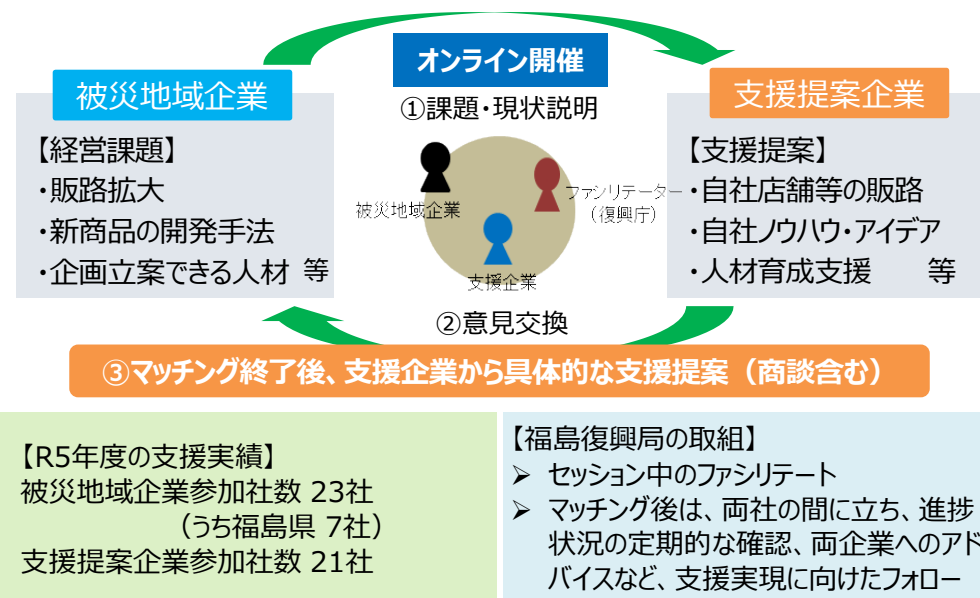 オンライン開催
被災地域企業
【経営課題】
・販路拡大
・新商品の開発手法
・企画立案できる人材 等
①課題・現状説明
被災地域企業
ファシリテーター
（復興庁）
支援企業
②意見交換
支援提案企業
【支援提案】
・自社店舗等の販路
・自社ノウハウ・アイデア
・人材育成支援 等
③マッチング終了後、支援企業から具体的な支援提案（商談含む）
【R5年度の支援実績】
被災地域企業参加社数 23社
（うち福島県 7社）
支援提案企業参加社数 21社
【福島復興局の取組】
➢ セッション中のファシリテート
➢ マッチング後は、両社の間に立ち、進捗
状況の定期的な確認、両企業へのアド
バイスなど、支援実現に向けたフォロー